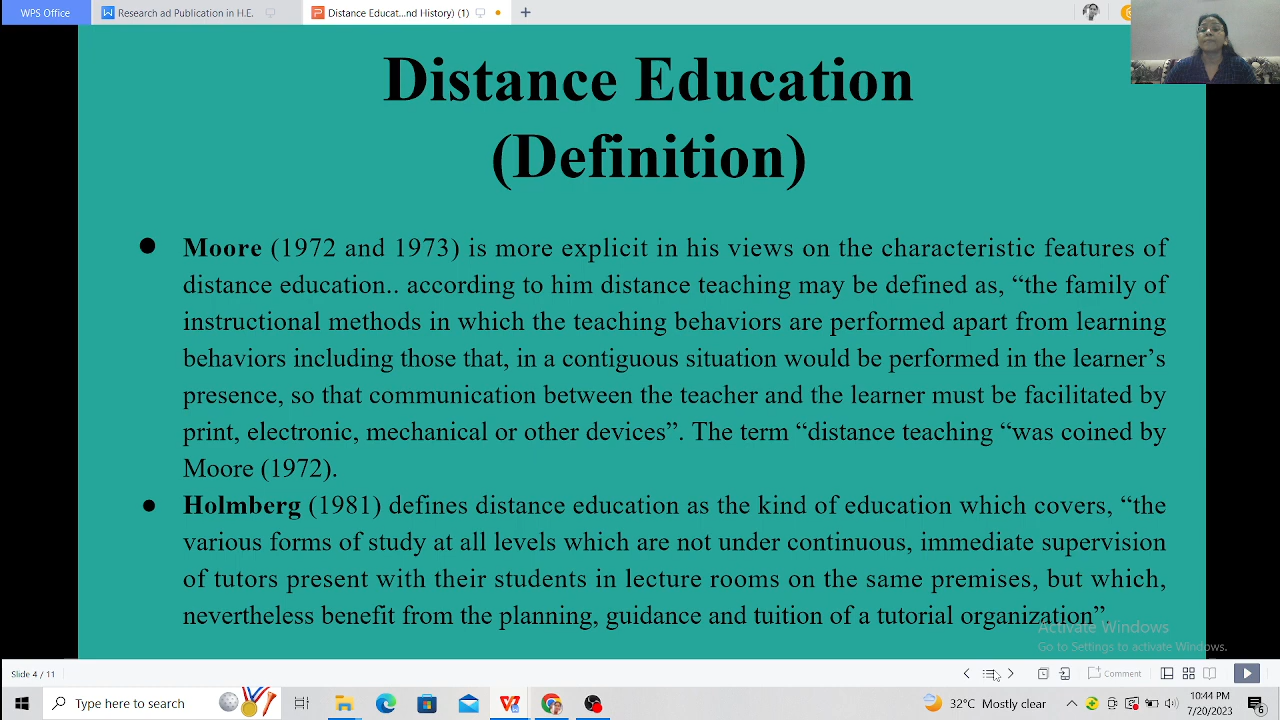 WPS Office
Research ad Publication in H.E.
Distance Educat...nd History (1)
Distance Education
(Definition)
● Moore (1972 and 1973) is more explicit in his views on the characteristic features of
distance education.. according to him distance teaching may be defined as, “the family of
instructional methods in which the teaching behaviors are performed apart from learning
behaviors including those that, in a contiguous situation would be performed in the learner’s
presence, so that communication between the teacher and the learner must be facilitated by
print, electronic, mechanical or other devices”. The term “distance teaching “was coined by
Moore (1972).
● Holmberg (1981) defines distance education as the kind of education which covers, “the
various forms of study at all levels which are not under continuous, immediate supervision
of tutors present with their students in lecture rooms on the same premises, but which,
nevertheless benefit from the planning, guidance and tuition of a tutorial organization”
Activate Windows
Go to Settings to activate Windows.
Slide 4 / 11
Comment
Type here to search
32°C Mostly clear
10:44 PM
7/20/2023
6